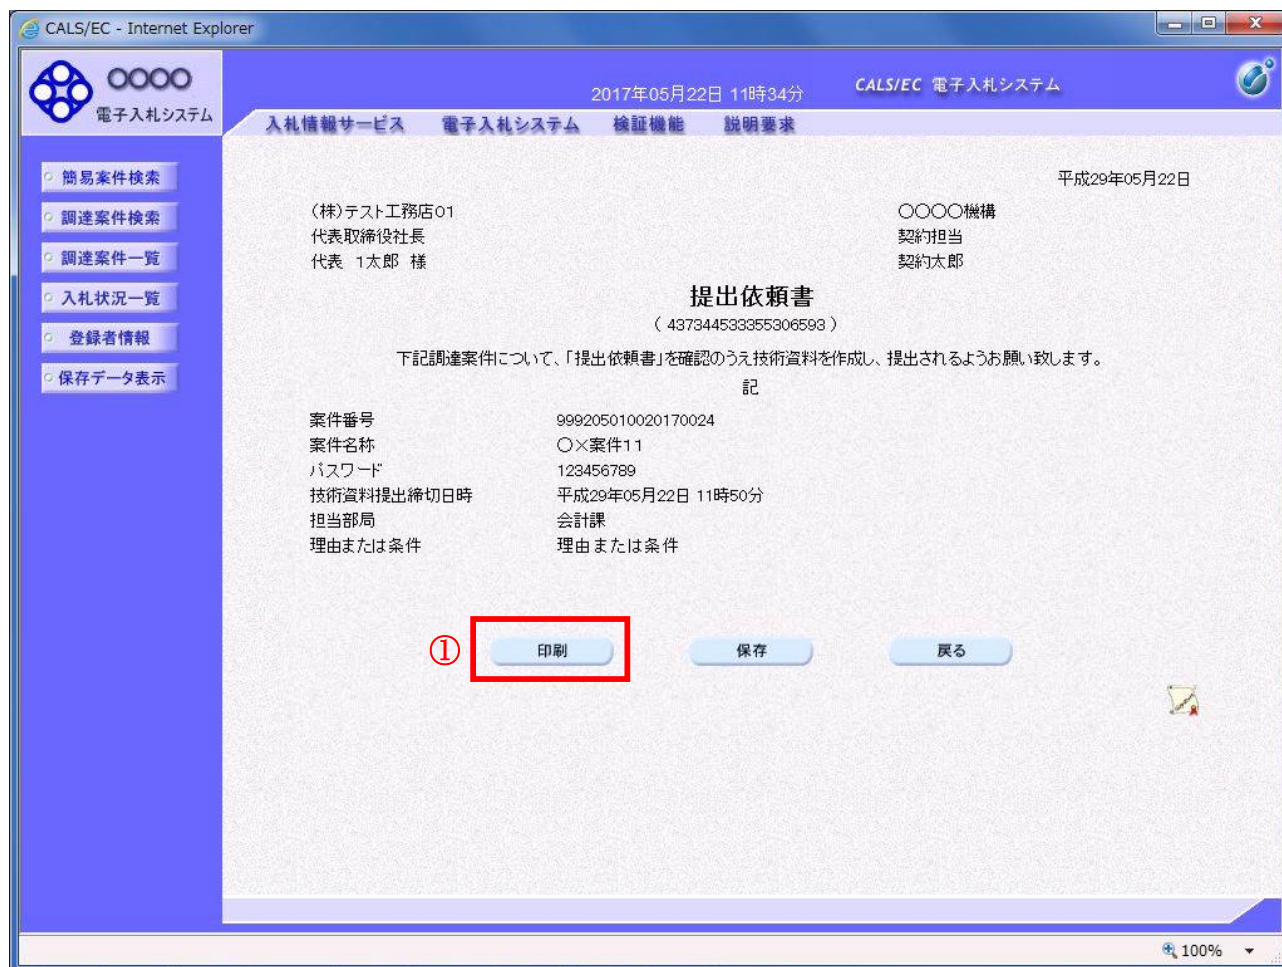 CALS/EC - Internet Explorer
〇〇〇〇
電子入札システム
2017年05月22日 11時34分
CALS/EC 電子入札システム
入札情報サービス 電子入札システム 検証機能 説明要求
簡易案件検索
調達案件検索
調達案件一覧
入札状況一覧
登録者情報
保存データ表示
平成29年05月22日
(株)テスト工務店01
代表取締役社長
代表 1太郎 様
〇〇〇〇機構
契約担当
契約太郎
提出依頼書
( 437344533355306593 )
下記調達案件について、「提出依頼書」を確認のうえ技術資料を作成し、提出されるようお願い致します。
記
案件番号 999205010020170024
案件名称 〇×案件11
パスワード 123456789
技術資料提出締切日時 平成29年05月22日 11時50分
担当部局 会計課
理由または条件 理由または条件
① 印刷 保存 戻る
100%